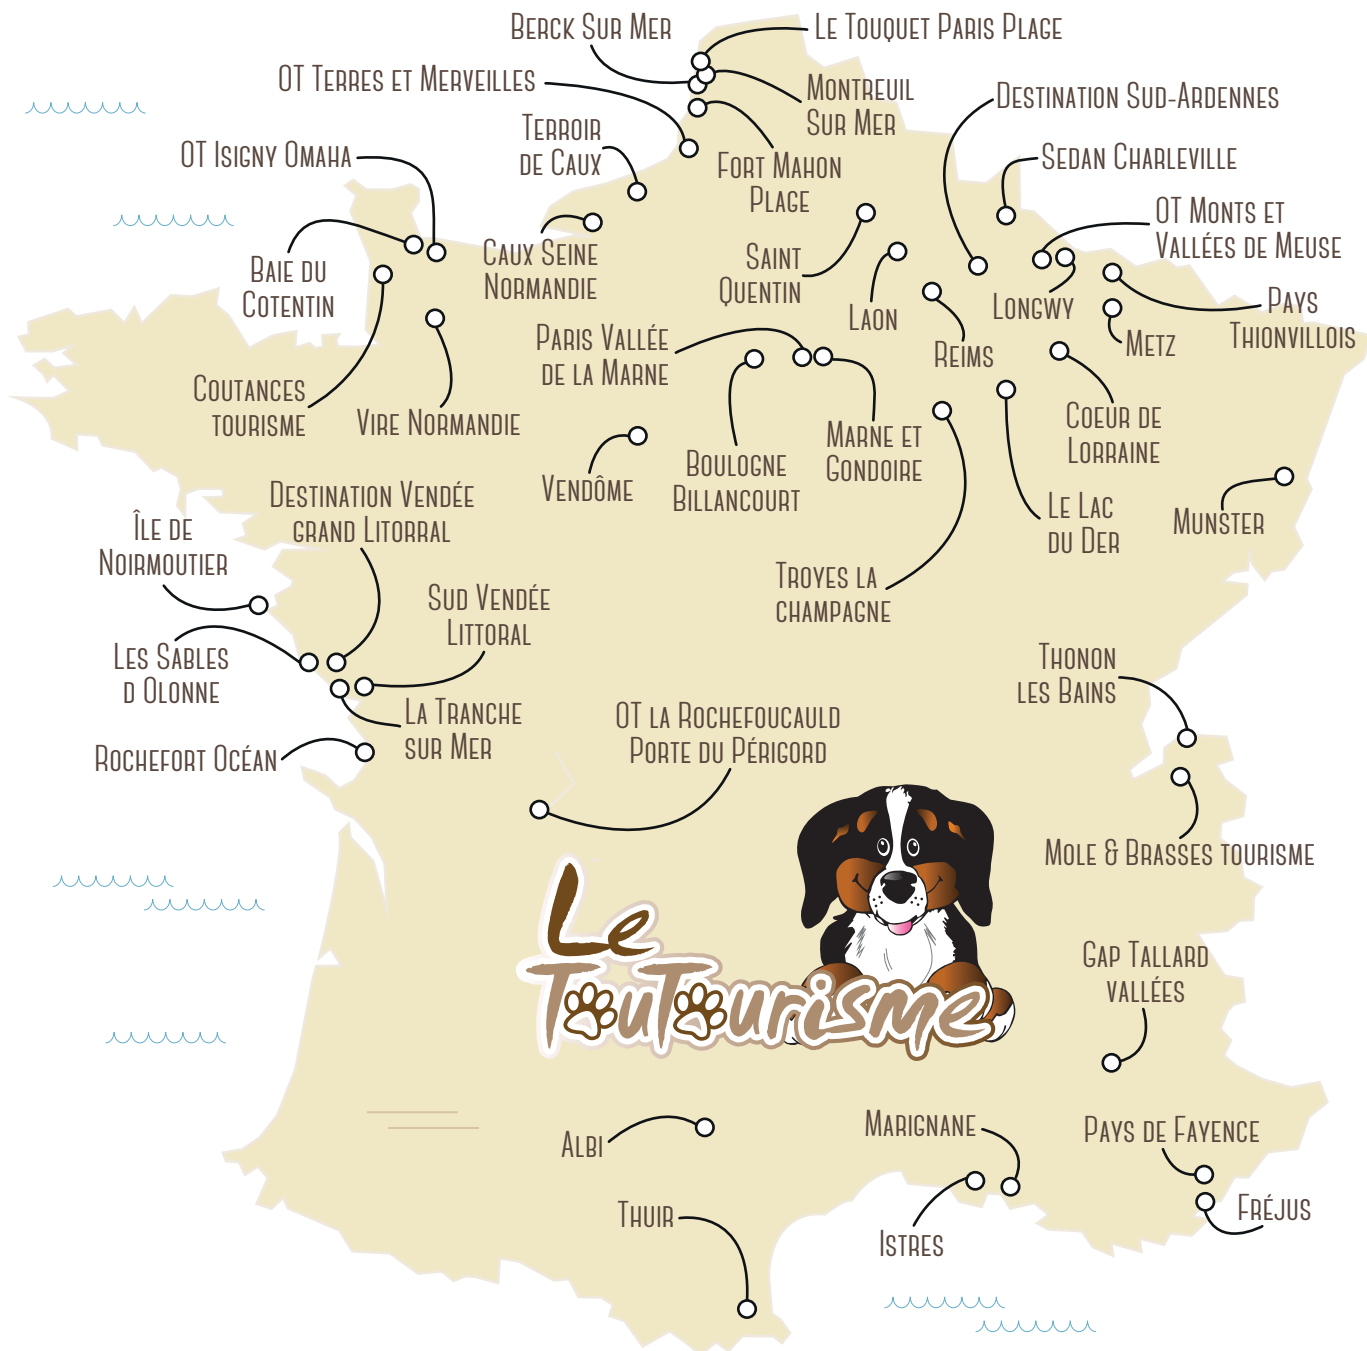 Berck Sur Mer
Le Touquet Paris Plage
OT Terres et Merveilles
Montreuil
Sur Mer
Destination Sud-Ardennes
Terroir
de Caux
OT Isigny Omaha
Fort Mahon
Plage
Sedan Charleville
OT Monts et
Vallées de Meuse
Baie du
Cotentin
Caux Seine
Normandie
Saint
Quentin
Laon
Longwy
Pays
Thionvillois
Paris Vallée
de la Marne
Reims
Metz
Coutances
tourisme
Vire Normandie
Vendôme
Boulogne
Billancourt
Marne et
Gondoire
Coeur de
Lorraine
Destination Vendée
grand Litorral
Île de
Noirmoutier
Le Lac
du Der
Munster
Troyes la
champagne
Sud Vendée
Littoral
Les Sables
d Olonne
Thonon
les Bains
La Tranche
sur Mer
Rochefort Océan
OT la Rochefoucauld
Porte du Périgord
Mole & Brasses tourisme
Le
TouTourisme
Gap Tallard
vallées
Albi
Marignane
Pays de Fayence
Thuir
Istres
Fréjus